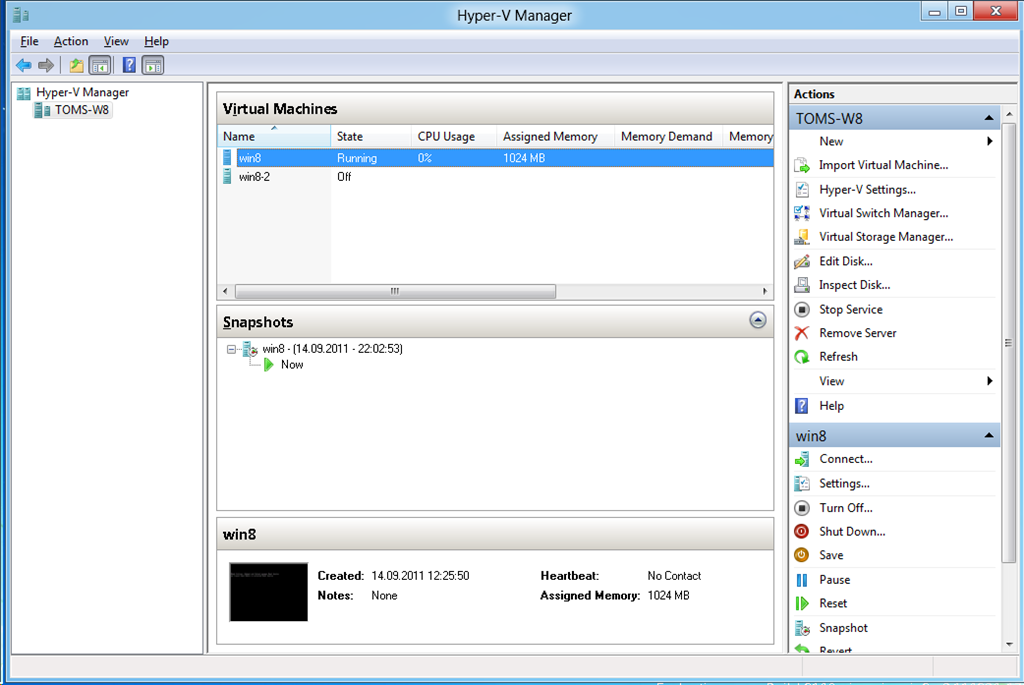 Hyper-V Manager
File Action View Help
Hyper-V Manager
TOMS-W8
Virtual Machines
Name State CPU Usage Assigned Memory Memory Demand Memory
win8 Running 0% 1024 MB
win8-2 Off
Snapshots
win8 - (14.09.2011 - 22:02:53)
Now
win8
Created: 14.09.2011 12:25:50 Heartbeat: No Contact
Notes: None Assigned Memory: 1024 MB
Actions
TOMS-W8
New
Import Virtual Machine...
Hyper-V Settings...
Virtual Switch Manager...
Virtual Storage Manager...
Edit Disk...
Inspect Disk...
Stop Service
Remove Server
Refresh
View
Help
win8
Connect...
Settings...
Turn Off...
Shut Down...
Save
Pause
Reset
Snapshot
Revert